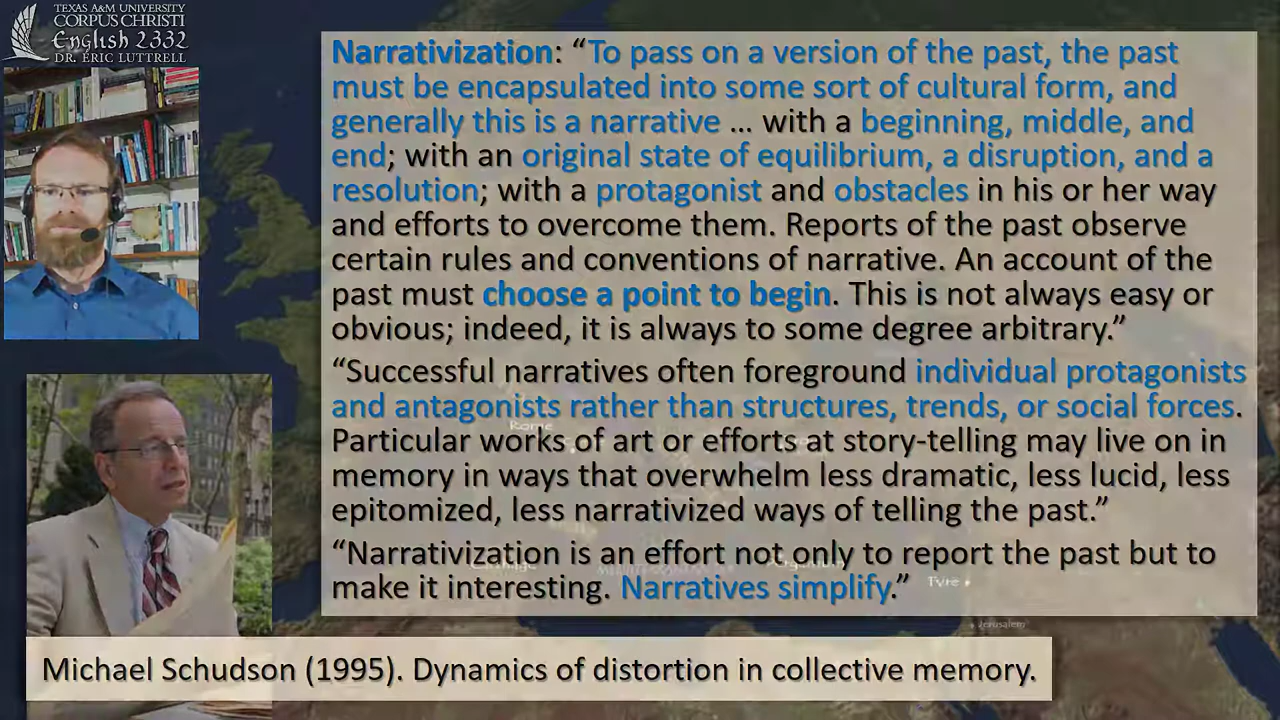 TEXAS A&M UNIVERSITY
CORPUS CHRISTI
English 2332
DR. ERIC LUTTRELL
Narrativization: “To pass on a version of the past, the past
must be encapsulated into some sort of cultural form, and
generally this is a narrative … with a beginning, middle, and
end; with an original state of equilibrium, a disruption, and a
resolution; with a protagonist and obstacles in his or her way
and efforts to overcome them. Reports of the past observe
certain rules and conventions of narrative. An account of the
past must choose a point to begin. This is not always easy or
obvious; indeed, it is always to some degree arbitrary.”
“Successful narratives often foreground individual protagonists
and antagonists rather than structures, trends, or social forces.
Rome
Particular works of art or efforts at story-telling may live on in
memory in ways that overwhelm less dramatic, less lucid, less
epitomized, less narrativized ways of telling the past.”
“Narrativization is an effort not only to report the past but to
Carthage
make it interesting. Narratives simplify.”
Tyre
Jerusalem
Michael Schudson (1995). Dynamics of distortion in collective memory.